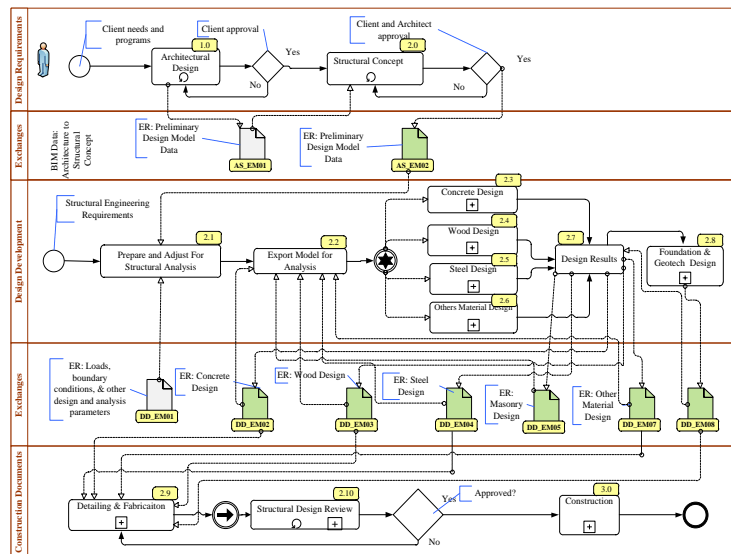 Design Requirements
Client needs and
programs
Client approval
1.0
Architectural
Design
Yes
No
Client and Architect
approval
2.0
Structural Concept
Yes
No
Exchanges
BIM Data:
Architecture to
Structural
Concept
ER: Preliminary
Design Model
Data
AS_EM01
ER: Preliminary
Design Model
Data
AS_EM02
Design Development
Structural Engineering
Requirements
2.1
Prepare and Adjust For
Structural Analysis
2.2
Export Model for
Analysis
2.3
Concrete Design
2.4
Wood Design
2.5
Steel Design
2.6
Others Material Design
2.7
Design Results
2.8
Foundation &
Geotech Design
Exchanges
ER: Loads,
boundary
conditions, & other
design and analysis
parameters
DD_EM01
ER: Concrete
Design
DD_EM02
ER: Wood Design
DD_EM03
ER: Steel
Design
DD_EM04
ER:
Masonry
Design
DD_EM05
ER: Other
Material
Design
DD_EM07
DD_EM08
Construction Documents
2.9
Detailing & Fabricaiton
2.10
Structural Design Review
Approved?
Yes
No
3.0
Construction